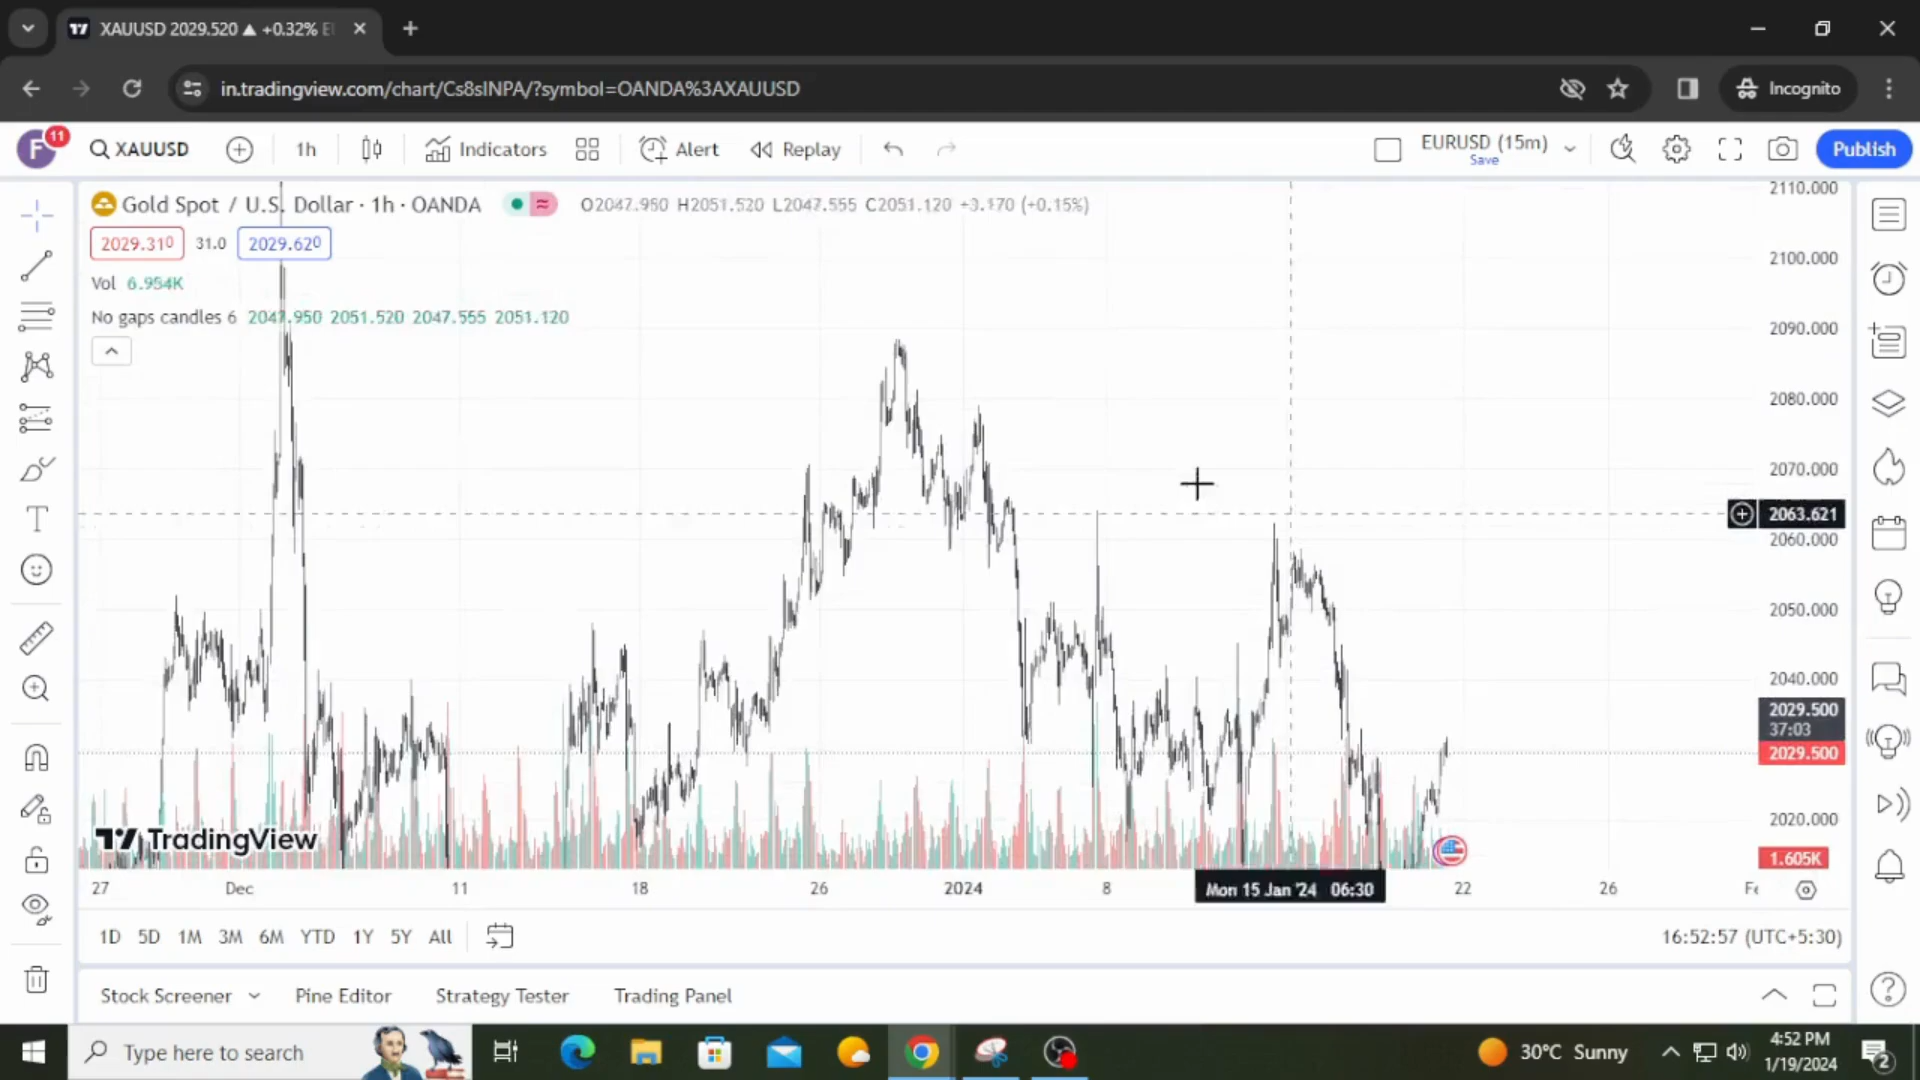 XAUUSD 2029.520 ▲ +0.32%
in.tradingview.com/chart/Cs8sINPA/?symbol=OANDA%3AXAUUSD
Incognito
F
11
XAUUSD
1h
Indicators
Alert
Replay
EURUSD (15m)
Save
Publish
Gold Spot / U.S. Dollar · 1h · OANDA
O2047.950 H2051.520 L2047.555 C2051.120 +3.170 (+0.15%)
2029.310 31.0 2029.620
Vol 6.954K
No gaps candles 6 2047.950 2051.520 2047.555 2051.120
2110.000
2100.000
2090.000
2080.000
2070.000
2063.621
2060.000
2050.000
2040.000
2029.500
37:03
2029.500
2020.000
1.605K
TradingView
27 Dec 11 18 26 2024 8 Mon 15 Jan '24 06:30 22 26
1D 5D 1M 3M 6M YTD 1Y 5Y All
16:52:57 (UTC+5:30)
Stock Screener Pine Editor Strategy Tester Trading Panel
Type here to search
30°C Sunny
4:52 PM
1/19/2024
2